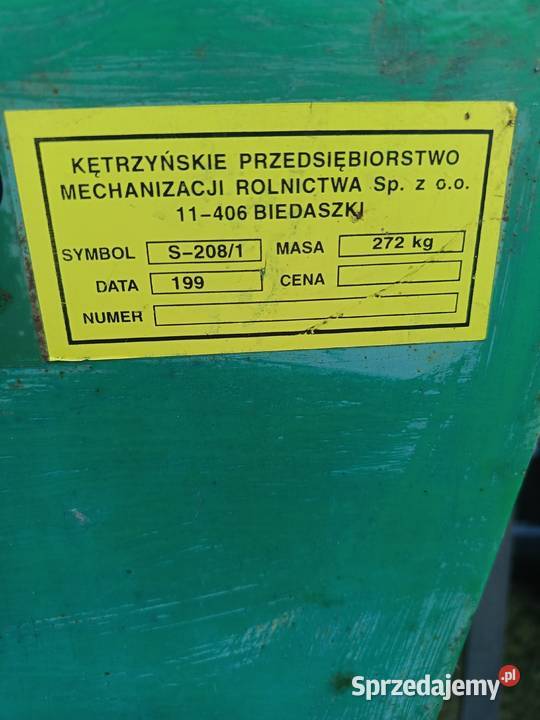 KĘTRZYŃSKIE PRZEDSIĘBIORSTWO
MECHANIZACJI ROLNICTWA Sp. z o.o.
11-406 BIEDASZKI
SYMBOL S-208/1 MASA 272 kg
DATA 199 CENA
NUMER
Sprzedajemy.pl